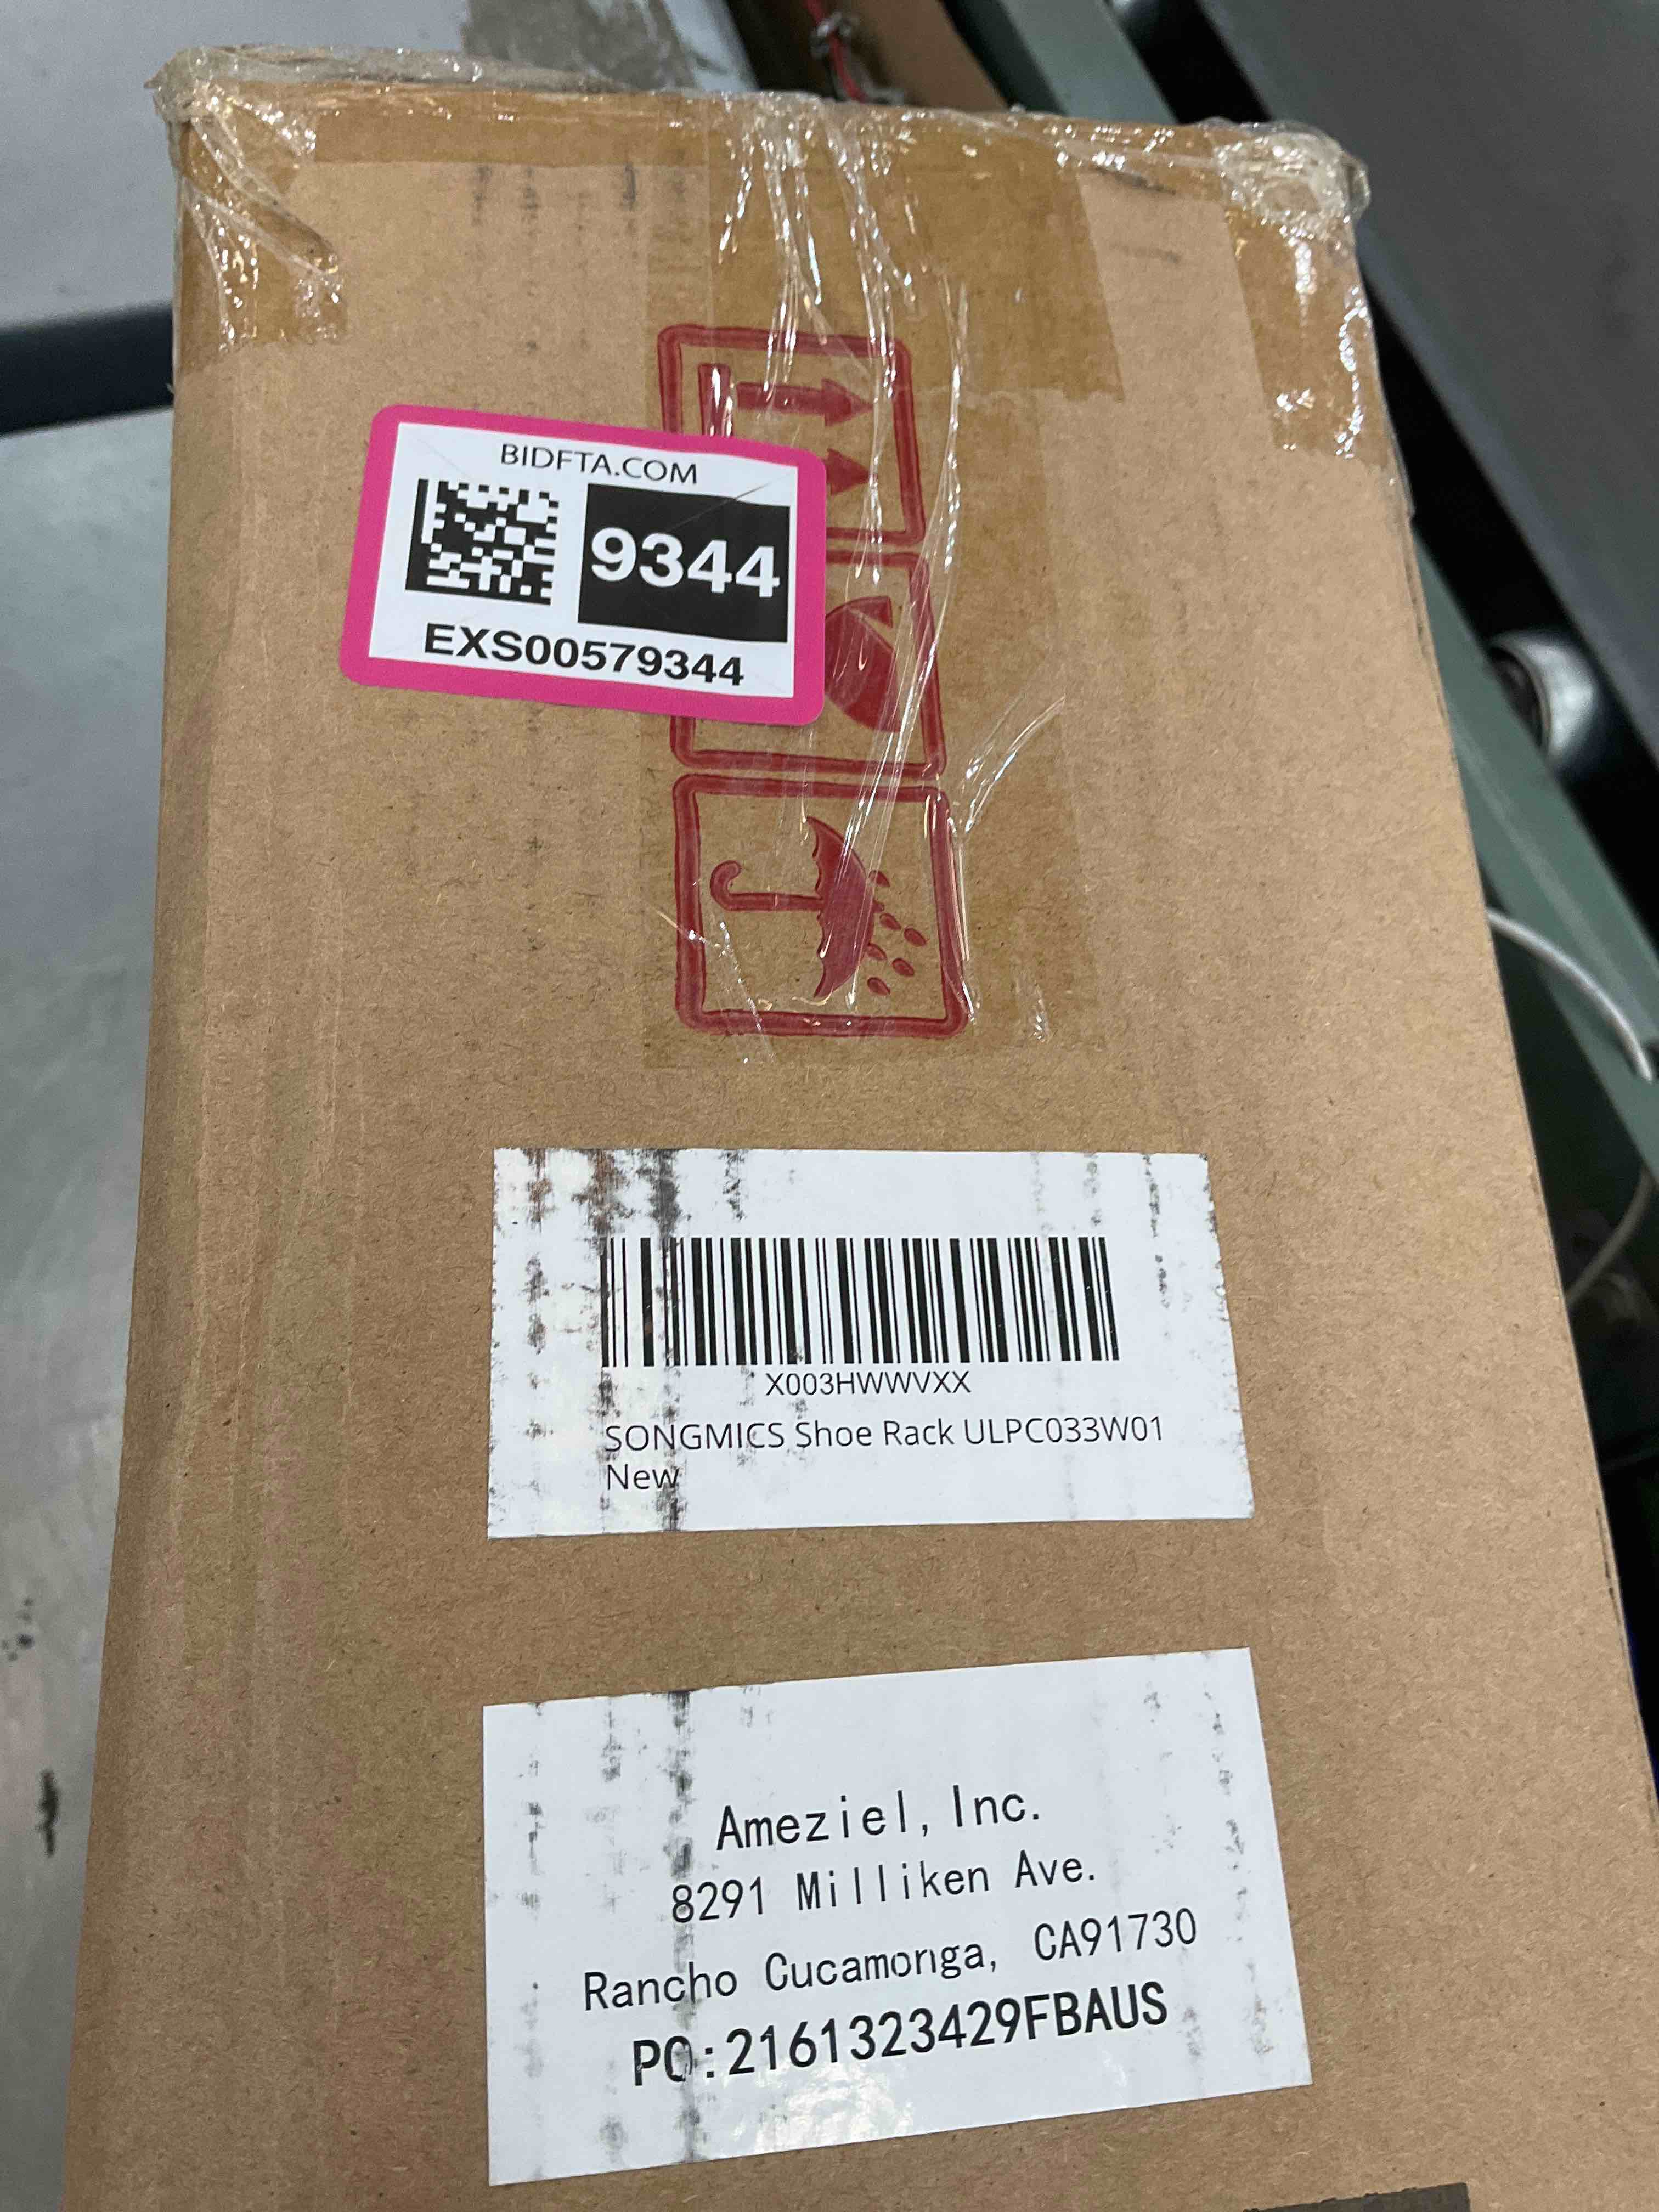 BIDFTA.COM
9344
EXS00579344
X003HWWVXX
SONGMICS Shoe Rack ULPC033W01
New
Ameziel, Inc.
8291 Milliken Ave.
Rancho Cucamonga, CA91730
PO:2161323429FBAUS